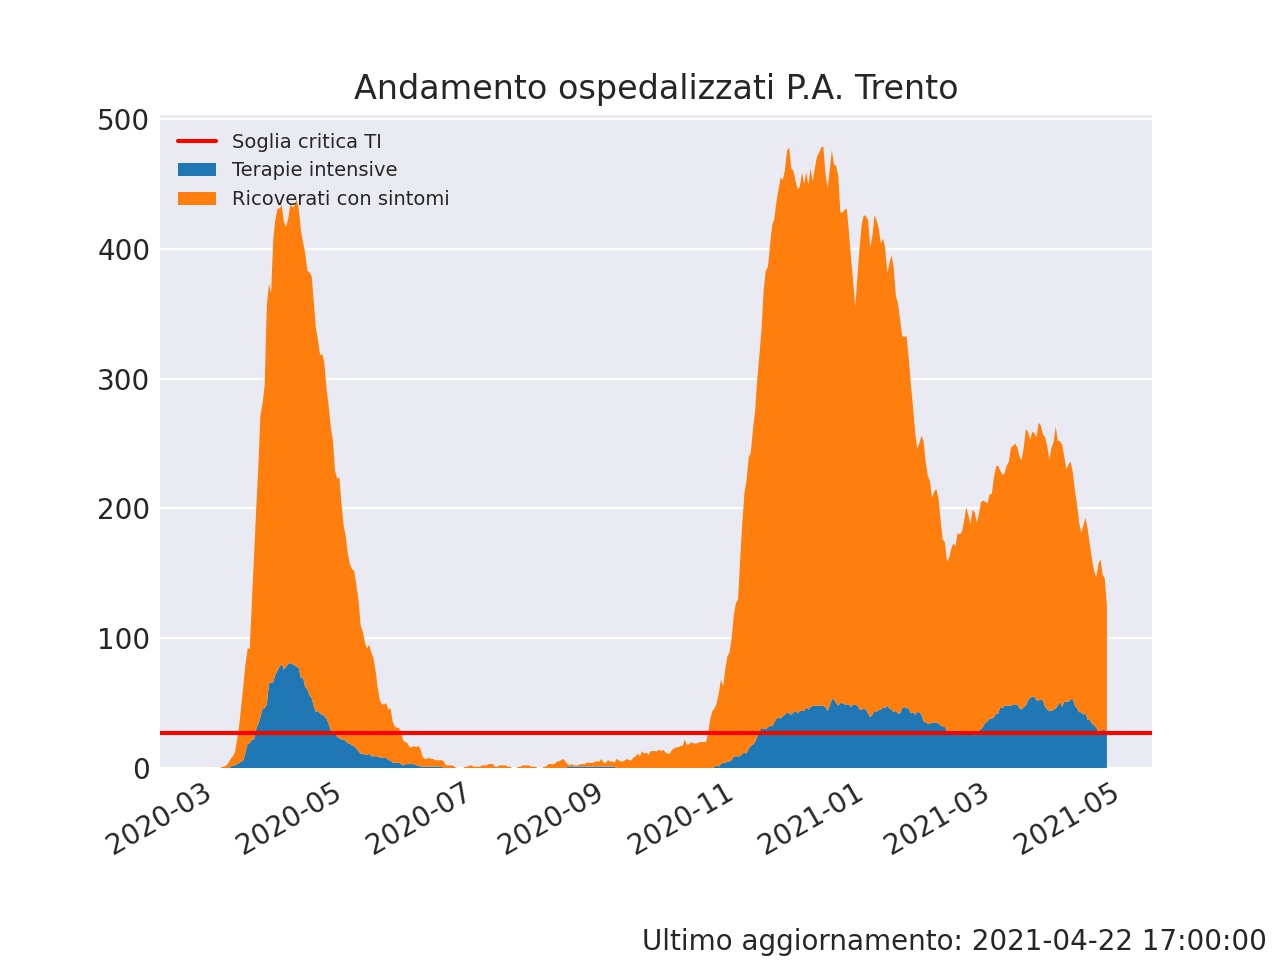 Andamento ospedalizzati P.A. Trento
500
400
300
200
100
0
Soglia critica TI
Terapie intensive
Ricoverati con sintomi
2020-03
2020-05
2020-07
2020-09
2020-11
2021-01
2021-03
2021-05
Ultimo aggiornamento: 2021-04-22 17:00:00